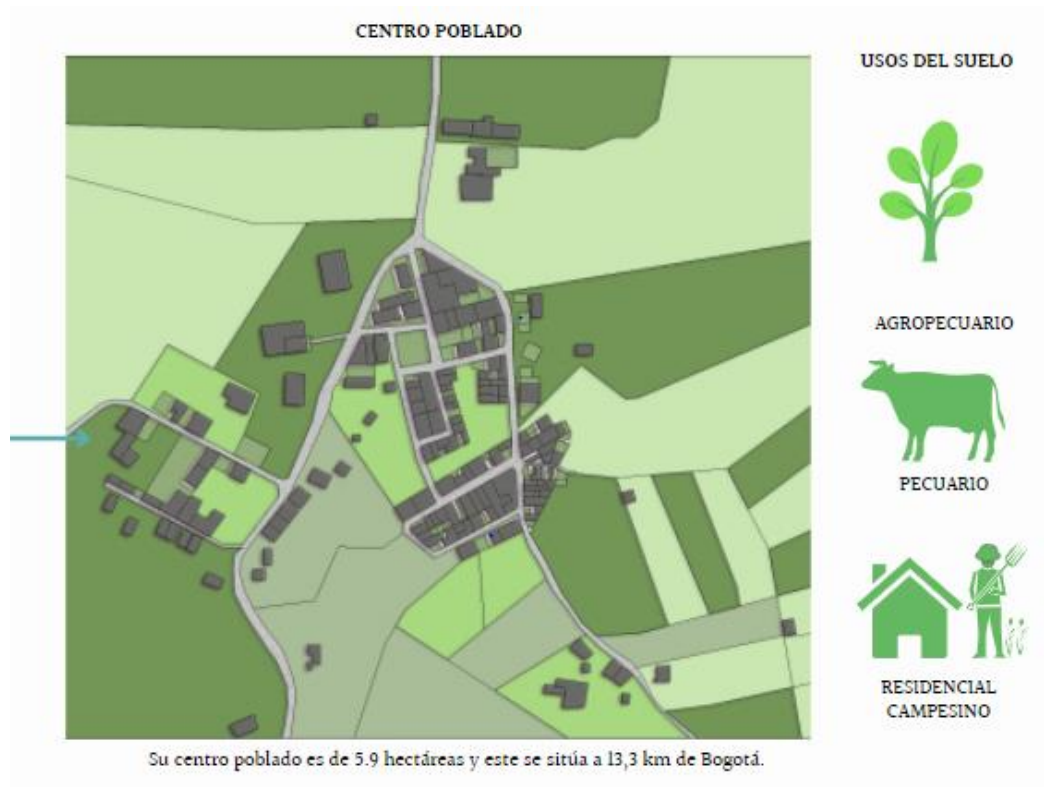 CENTRO POBLADO
USOS DEL SUELO
AGROPECUARIO
PECUARIO
RESIDENCIAL
CAMPESINO
Su centro poblado es de 5.9 hectáreas y este se sitúa a 13,3 km de Bogotá.